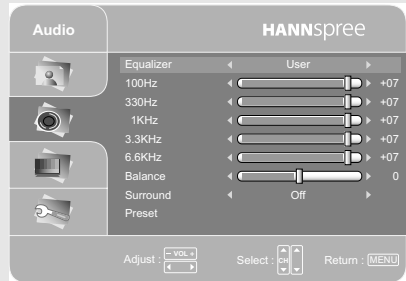 Audio
HANNspree
Equalizer User
100Hz +07
330Hz +07
1KHz +07
3.3KHz +07
6.6KHz +07
Balance 0
Surround Off
Preset
Adjust : − VOL + Select : CH Return : MENU